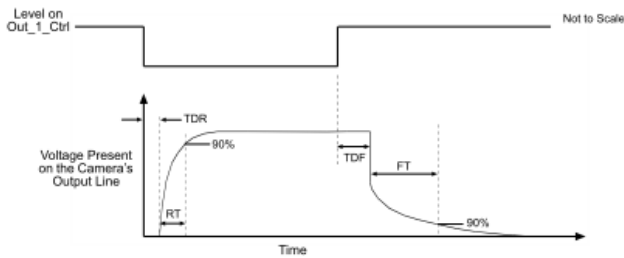 Level on
Out_1_Ctrl
Not to Scale
TDR
90%
Voltage Present
on the Camera's
Output Line
TDF
FT
RT
90%
Time